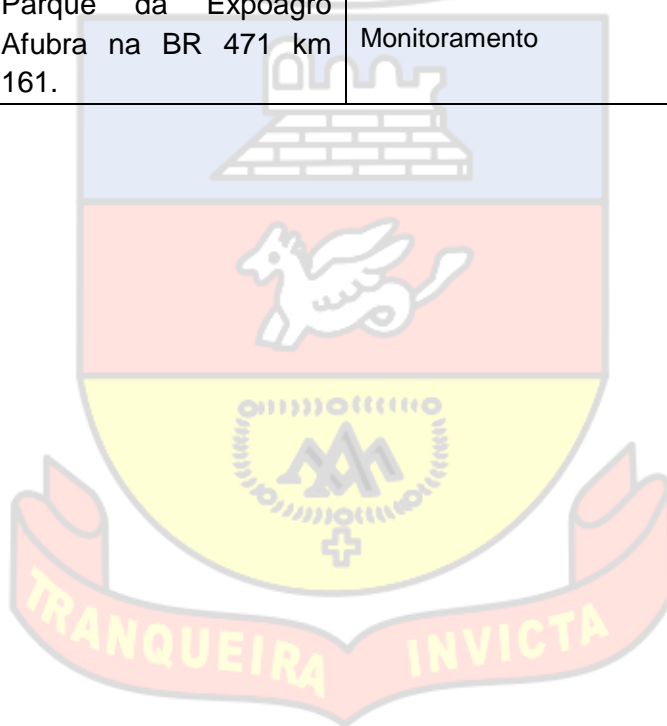 Parque da Expoagro
Afubra na BR 471 km
161.
Monitoramento
TRANQUEIRA INVICTA